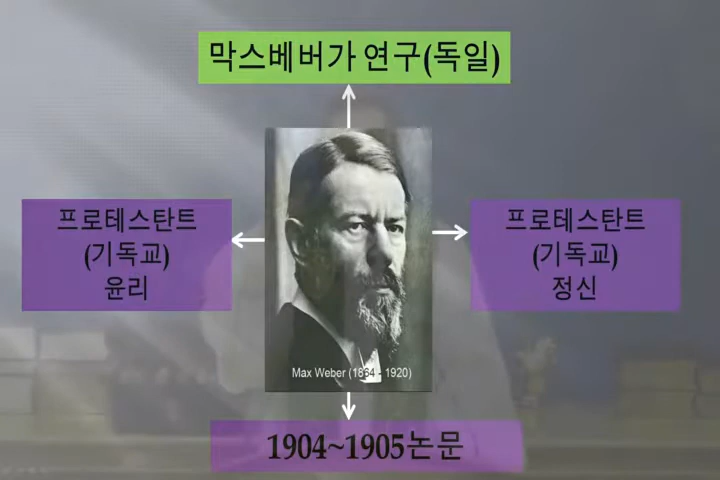 막스베버가 연구(독일)
프로테스탄트
(기독교)
윤리
프로테스탄트
(기독교)
정신
Max Weber (1864 - 1920)
1904~1905논문